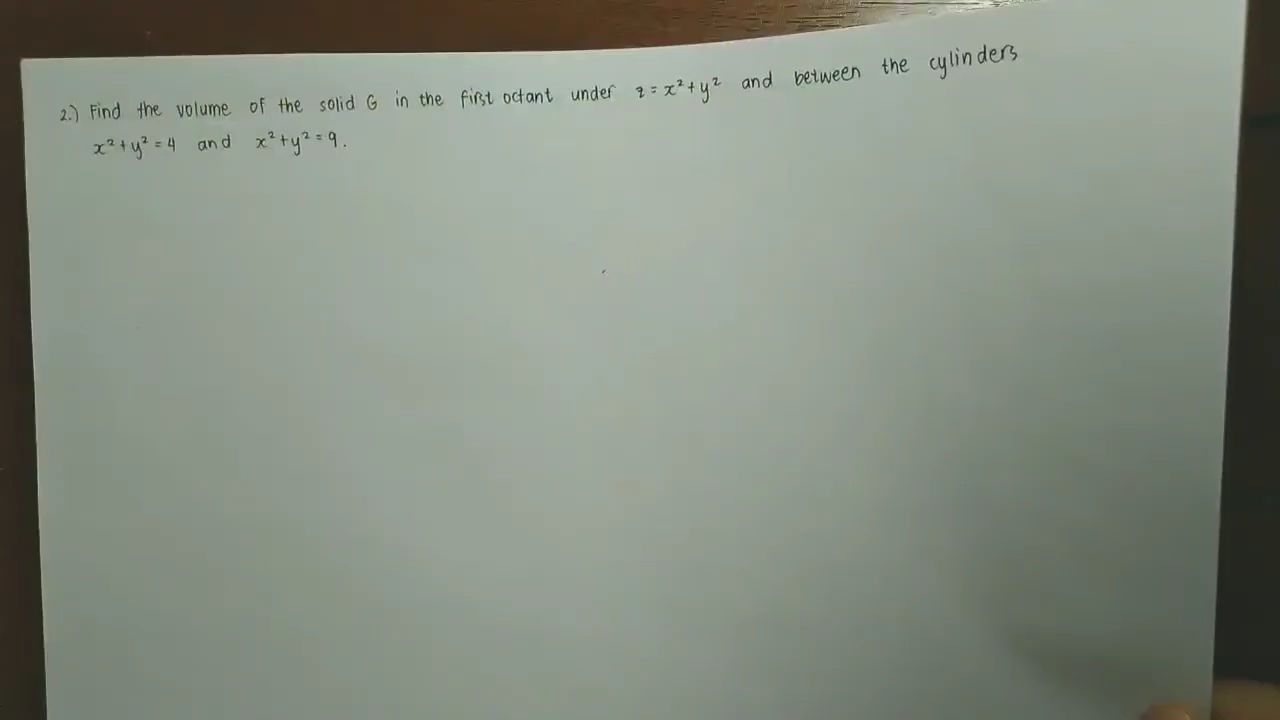 2.) Find the volume of the solid G in the first octant under z = x² + y² and between the cylinders
x² + y² = 4 and x² + y² = 9.